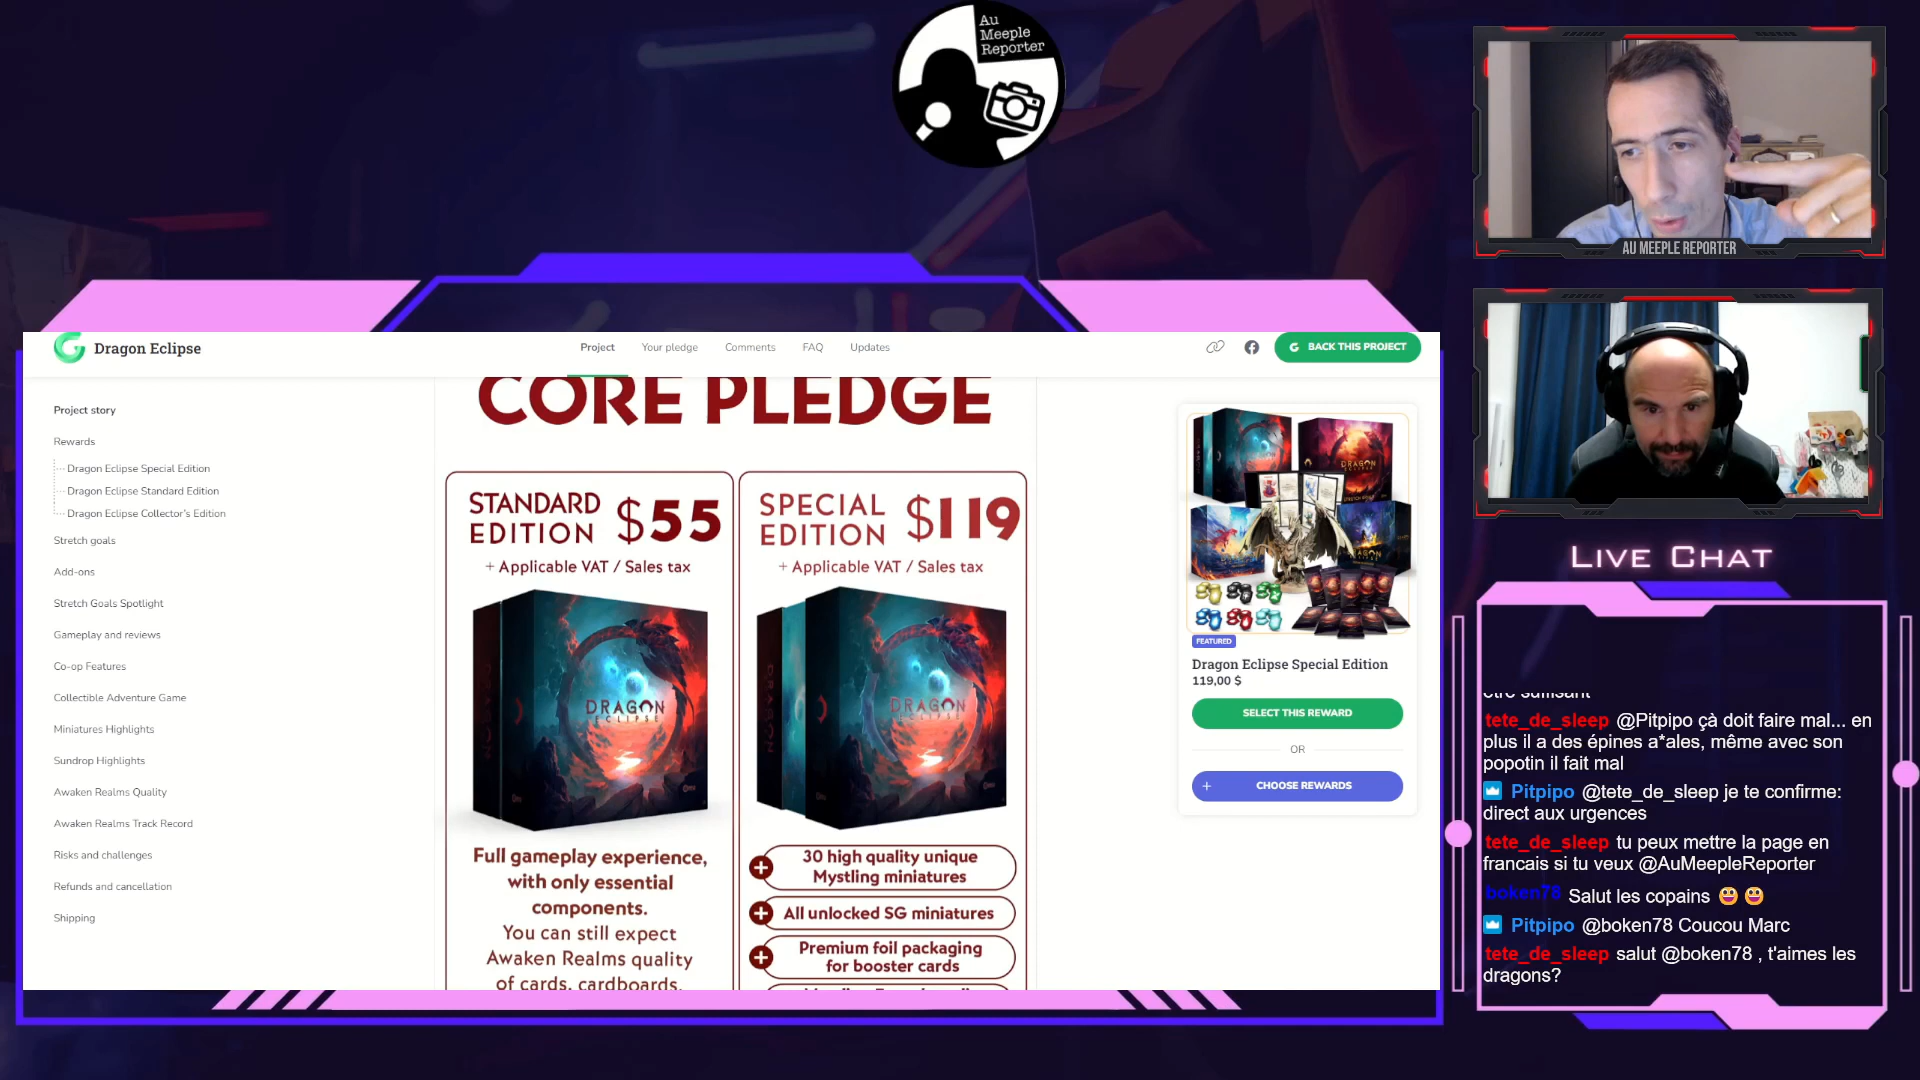 Au
Meeple
Reporter
AU MEEPLE REPORTER
Dragon Eclipse
Project
Your pledge
Comments
FAQ
Updates
BACK THIS PROJECT
Project story
Rewards
Dragon Eclipse Special Edition
Dragon Eclipse Standard Edition
Dragon Eclipse Collector's Edition
Stretch goals
Add-ons
Stretch Goals Spotlight
Gameplay and reviews
Co-op Features
Collectible Adventure Game
Miniatures Highlights
Sundrop Highlights
Awaken Realms Quality
Awaken Realms Track Record
Risks and challenges
Refunds and cancellation
Shipping
CORE PLEDGE
STANDARD
EDITION $55
+ Applicable VAT / Sales tax
DRAGON
ECLIPSE
Full gameplay experience,
with only essential
components.
You can still expect
Awaken Realms quality
of cards, cardboards,
SPECIAL
EDITION $119
+ Applicable VAT / Sales tax
DRAGON
ECLIPSE
30 high quality unique
Mystling miniatures
All unlocked SG miniatures
Premium foil packaging
for booster cards
FEATURED
Dragon Eclipse Special Edition
119,00 $
SELECT THIS REWARD
OR
+ CHOOSE REWARDS
LIVE CHAT
être suffisant
tete_de_sleep @Pitpipo çà doit faire mal... en
plus il a des épines a*ales, même avec son
popotin il fait mal
Pitpipo @tete_de_sleep je te confirme:
direct aux urgences
tete_de_sleep tu peux mettre la page en
francais si tu veux @AuMeepleReporter
boken78 Salut les copains
Pitpipo @boken78 Coucou Marc
tete_de_sleep salut @boken78 , t'aimes les
dragons?